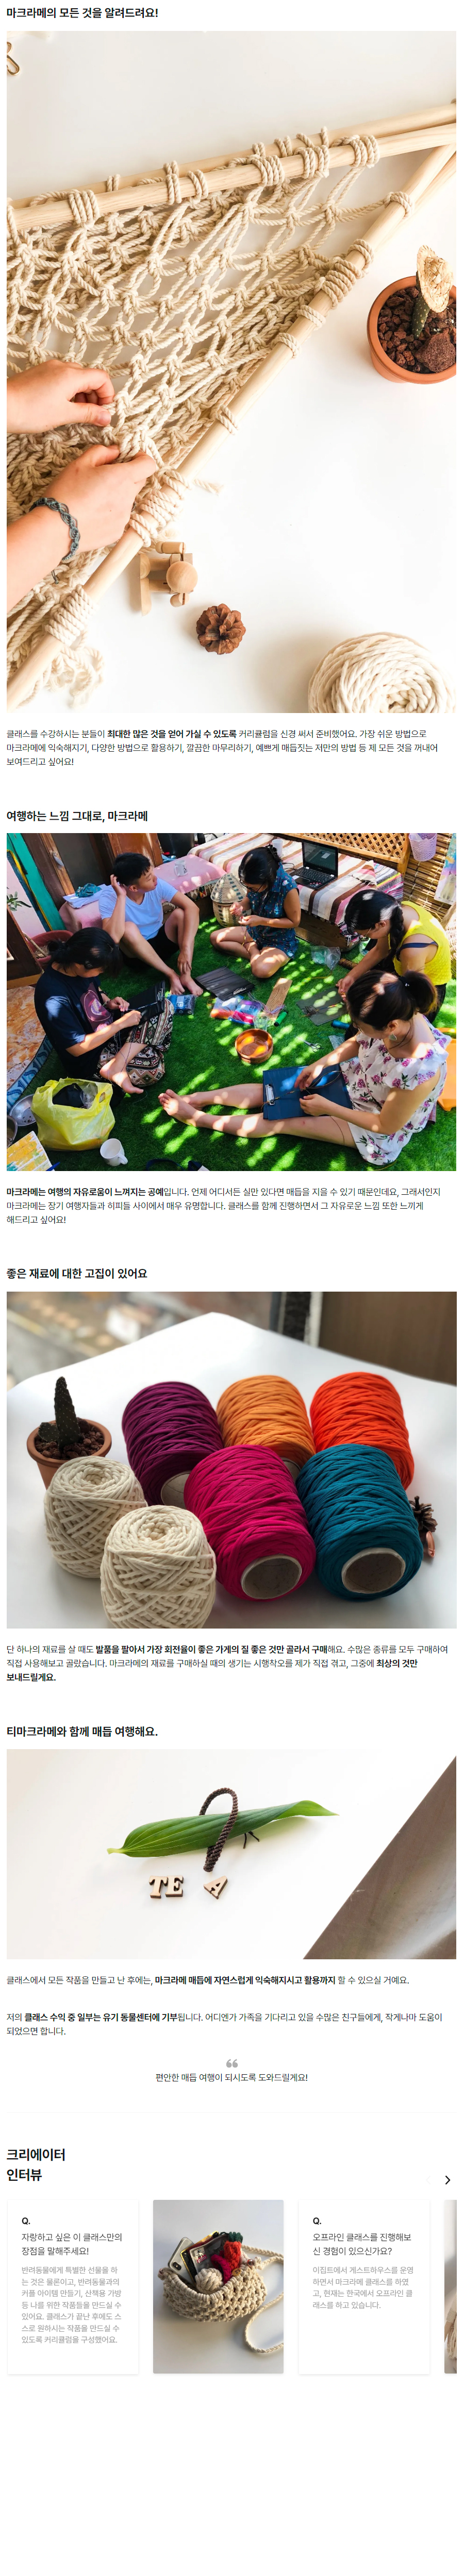 마크라메의 모든 것을 알려드려요!
클래스를 수강하시는 분들이 최대한 많은 것을 얻어 가실 수 있도록 커리큘럼을 신경 써서 준비했어요. 가장 쉬운 방법으로
마크라메에 익숙해지기, 다양한 방법으로 활용하기, 깔끔한 마무리하기, 예쁘게 매듭짓는 저만의 방법 등 제 모든 것을 꺼내어
보여드리고 싶어요!
여행하는 느낌 그대로, 마크라메
마크라메는 여행의 자유로움이 느껴지는 공예입니다. 언제 어디서든 실만 있다면 매듭을 지을 수 있기 때문인데요, 그래서인지
마크라메는 장기 여행자들과 히피들 사이에서 매우 유명합니다. 클래스를 함께 진행하면서 그 자유로운 느낌 또한 느끼게
해드리고 싶어요!
좋은 재료에 대한 고집이 있어요
단 하나의 재료를 살 때도 발품을 팔아서 가장 회전율이 좋은 가게의 질 좋은 것만 골라서 구매해요. 수많은 종류를 모두 구매하여
직접 사용해보고 골랐습니다. 마크라메의 재료를 구매하실 때의 생기는 시행착오를 제가 직접 겪고, 그중에 최상의 것만
보내드릴게요.
티마크라메와 함께 매듭 여행해요.
TE A
클래스에서 모든 작품을 만들고 난 후에는, 마크라메 매듭에 자연스럽게 익숙해지시고 활용까지 할 수 있으실 거예요.
저의 클래스 수익 중 일부는 유기 동물센터에 기부됩니다. 어디엔가 가족을 기다리고 있을 수많은 친구들에게, 작게나마 도움이
되었으면 합니다.
❝
편안한 매듭 여행이 되시도록 도와드릴게요!
크리에이터
인터뷰
Q.
자랑하고 싶은 이 클래스만의
장점을 말해주세요!
반려동물에게 특별한 선물을 하
는 것은 물론이고, 반려동물과의
커플 아이템 만들기, 산책용 가방
등 나를 위한 작품들을 만드실 수
있어요. 클래스가 끝난 후에도 스
스로 원하시는 작품을 만드실 수
있도록 커리큘럼을 구성했어요.
Q.
오프라인 클래스를 진행해보
신 경험이 있으신가요?
이집트에서 게스트하우스를 운영
하면서 마크라메 클래스를 하였
고, 현재는 한국에서 오프라인 클
래스를 하고 있습니다.